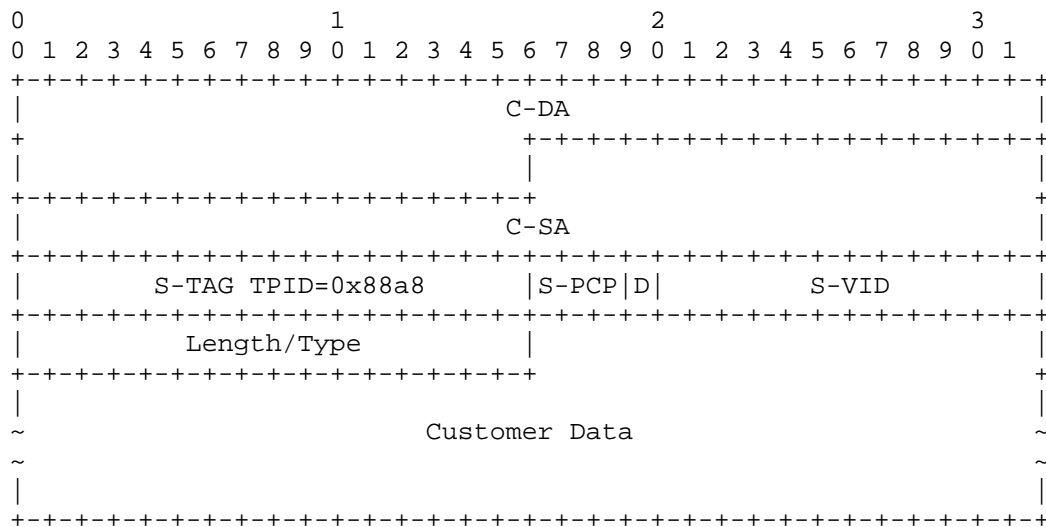 0                   1                   2                   3
0 1 2 3 4 5 6 7 8 9 0 1 2 3 4 5 6 7 8 9 0 1 2 3 4 5 6 7 8 9 0 1
+-+-+-+-+-+-+-+-+-+-+-+-+-+-+-+-+-+-+-+-+-+-+-+-+-+-+-+-+-+-+-+-+
|                              C-DA                             |
+                               +-+-+-+-+-+-+-+-+-+-+-+-+-+-+-+-+
|                               |                               |
+-+-+-+-+-+-+-+-+-+-+-+-+-+-+-+-+                               +
|                              C-SA                             |
+-+-+-+-+-+-+-+-+-+-+-+-+-+-+-+-+-+-+-+-+-+-+-+-+-+-+-+-+-+-+-+-+
|        S-TAG TPID=0x88a8      |S-PCP|D|         S-VID         |
+-+-+-+-+-+-+-+-+-+-+-+-+-+-+-+-+-+-+-+-+-+-+-+-+-+-+-+-+-+-+-+-+
|          Length/Type          |                               |
+-+-+-+-+-+-+-+-+-+-+-+-+-+-+-+-+                               +
|                                                               |
~                         Customer Data                         ~
~                                                               ~
|                                                               |
+-+-+-+-+-+-+-+-+-+-+-+-+-+-+-+-+-+-+-+-+-+-+-+-+-+-+-+-+-+-+-+-+